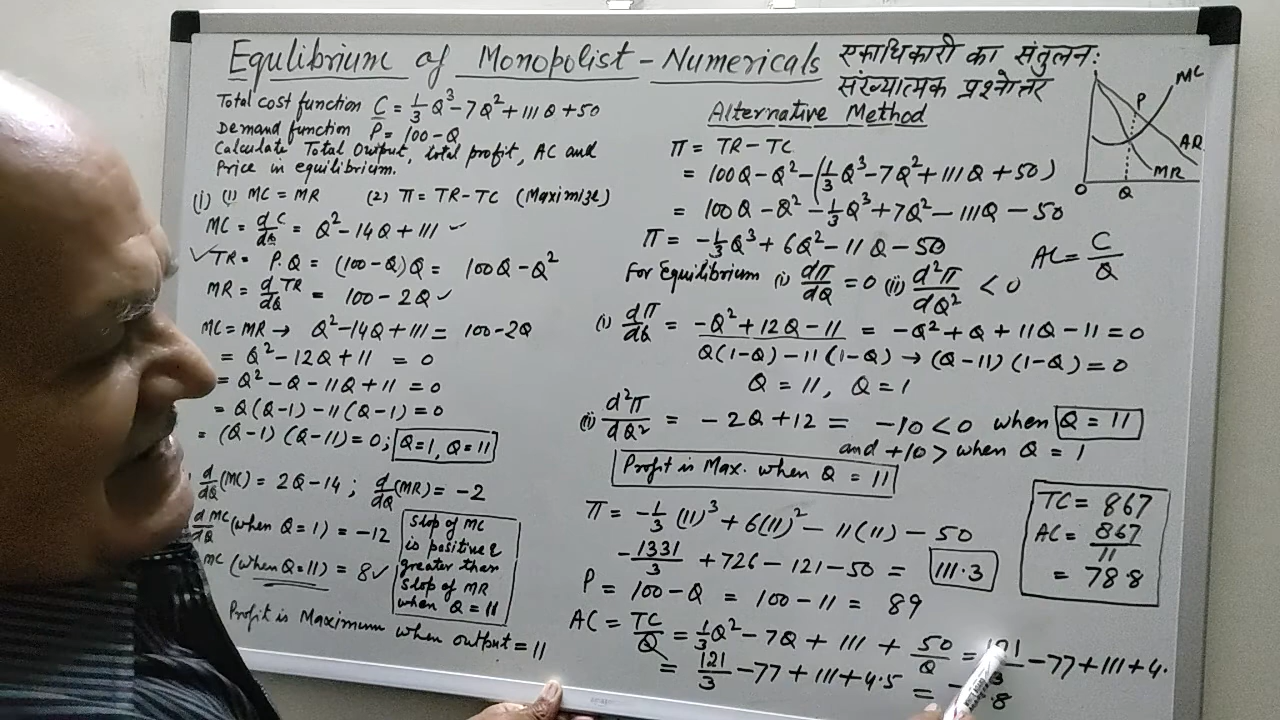 Equlibrium of Monopolist - Numericals
एकाधिकारी का संतुलन:
संख्यात्मक प्रश्नोत्तर
Total cost function C = 1/3 Q³ - 7Q² + 111Q + 50
Demand function P = 100 - Q
Calculate Total Output, total profit, AC and
Price in equilibrium.
(i) (1) MC = MR (2) π = TR - TC (Maximize)
MC = d/dQ C = Q² - 14Q + 111 ✓
✓ TR = P.Q = (100 - Q)Q = 100Q - Q²
MR = d/dQ TR = 100 - 2Q ✓
MC = MR → Q² - 14Q + 111 = 100 - 2Q
= Q² - 12Q + 11 = 0
= Q² - Q - 11Q + 11 = 0
= Q(Q-1) - 11(Q-1) = 0
= (Q-1)(Q-11) = 0; Q=1, Q=11
d/dQ (MC) = 2Q - 14; d/dQ (MR) = -2
d/dQ MC (when Q = 1) = -12
MC (when Q = 11) = 8 ✓
Slop of MC
is positive &
greater than
Slop of MR
when Q = 11
Profit is Maximum when output = 11
Alternative Method
π = TR - TC
= 100Q - Q² - (1/3 Q³ - 7Q² + 111Q + 50)
= 100Q - Q² - 1/3 Q³ + 7Q² - 111Q - 50
π = -1/3 Q³ + 6Q² - 11Q - 50
AC = C/Q
For Equilibrium (i) dπ/dQ = 0 (ii) d²π/dQ² < 0
(i) dπ/dQ = -Q² + 12Q - 11 = -Q² + Q + 11Q - 11 = 0
Q(1-Q) - 11(1-Q) → (Q-11)(1-Q) = 0
Q = 11, Q = 1
(ii) d²π/dQ² = -2Q + 12 = -10 < 0 when Q = 11
and +10 > when Q = 1
Profit is Max. when Q = 11
π = -1/3 (11)³ + 6(11)² - 11(11) - 50
-1331/3 + 726 - 121 - 50 = 111.3
P = 100 - Q = 100 - 11 = 89
AC = TC/Q = 1/3 Q² - 7Q + 111 + 50/Q = 121/3 - 77 + 111 + 4.
= 121/3 - 77 + 111 + 4.5
= .8
TC = 867
AC = 867/11
= 78.8
MC
P
AR
MR
O
Q